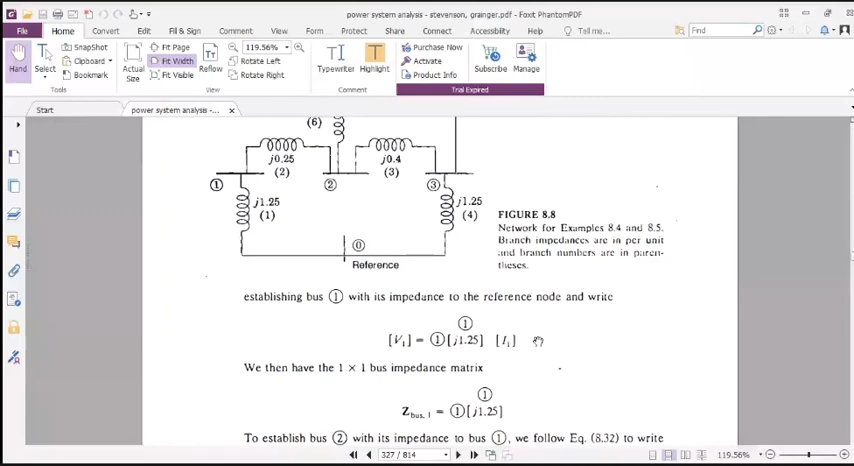 power system analysis - stevenson, grainger.pdf - Foxit PhantomPDF
File Home Convert Edit Fill & Sign Comment View Form Protect Share Connect Accessibility Help Tell me... Find
Hand Select SnapShot Clipboard Bookmark Actual Size Fit Page Fit Width Fit Visible Reflow 119.56% Rotate Left Rotate Right Typewriter Highlight Purchase Now Activate Product Info Subscribe Manage
Tools View Comment Trial Expired
Start power system analysis -...
(6)
j0.25 j0.4
(2) (3)
① ② ③
j1.25 j1.25
(1) (4)
⓪
Reference
FIGURE 8.8
Network for Examples 8.4 and 8.5.
Branch impedances are in per unit
and branch numbers are in paren-
theses.
establishing bus ① with its impedance to the reference node and write
①
[V₁] = ①[j1.25] [I₁]
We then have the 1 × 1 bus impedance matrix
①
Z_bus, 1 = ①[j1.25]
To establish bus ② with its impedance to bus ①, we follow Eq. (8.32) to write
327 / 814 119.56%